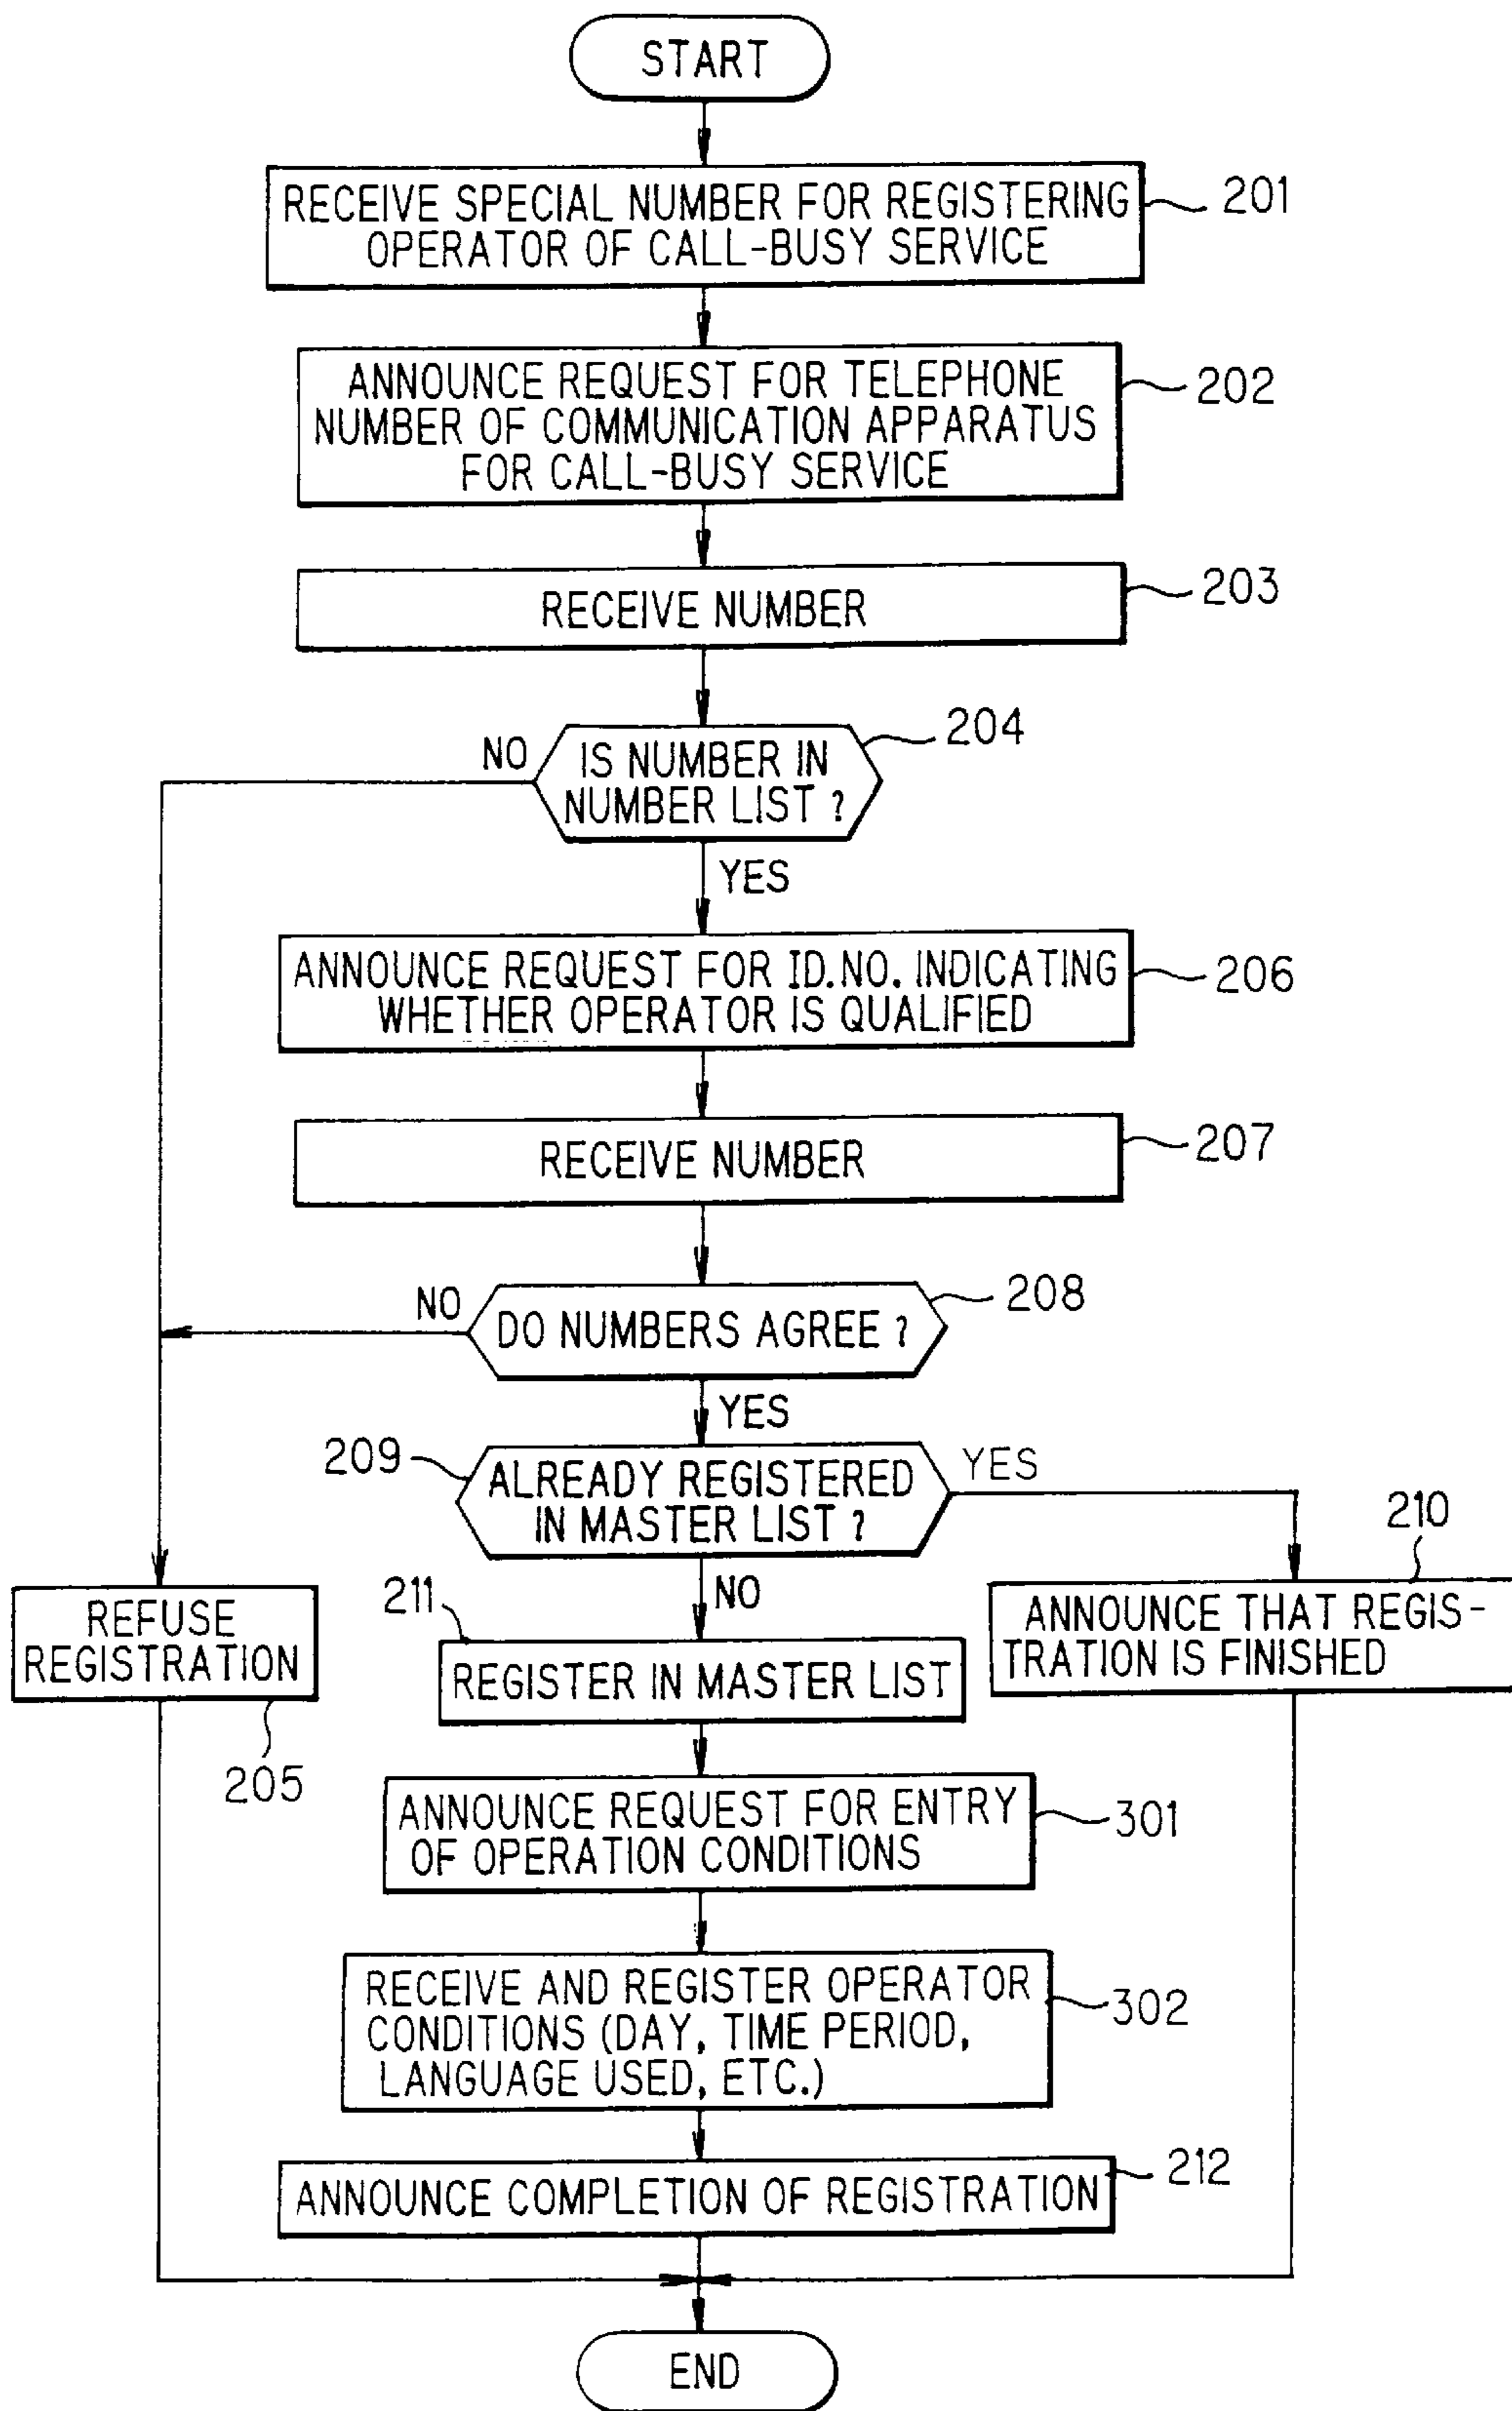 START
RECEIVE SPECIAL NUMBER FOR REGISTERING
OPERATOR OF CALL-BUSY SERVICE
201
ANNOUNCE REQUEST FOR TELEPHONE
NUMBER OF COMMUNICATION APPARATUS
FOR CALL-BUSY SERVICE
202
RECEIVE NUMBER
203
NO
IS NUMBER IN
NUMBER LIST ?
204
YES
ANNOUNCE REQUEST FOR ID.NO. INDICATING
WHETHER OPERATOR IS QUALIFIED
206
RECEIVE NUMBER
207
NO
DO NUMBERS AGREE ?
208
YES
209
ALREADY REGISTERED
IN MASTER LIST ?
YES
210
NO
211
REFUSE
REGISTRATION
205
REGISTER IN MASTER LIST
ANNOUNCE THAT REGIS-
TRATION IS FINISHED
ANNOUNCE REQUEST FOR ENTRY
OF OPERATION CONDITIONS
301
RECEIVE AND REGISTER OPERATOR
CONDITIONS (DAY, TIME PERIOD,
LANGUAGE USED, ETC.)
302
ANNOUNCE COMPLETION OF REGISTRATION
212
END